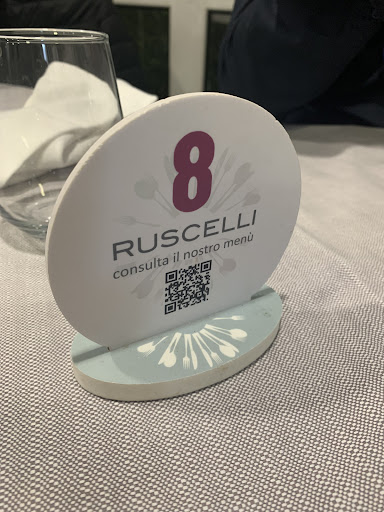 8
RUSCELLI
consulta il nostro menù